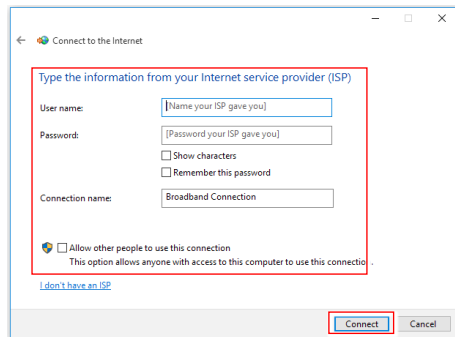 Connect to the Internet
Type the information from your Internet service provider (ISP)
User name:
[Name your ISP gave you]
Password:
[Password your ISP gave you]
Show characters
Remember this password
Connection name:
Broadband Connection
Allow other people to use this connection
This option allows anyone with access to this computer to use this connection.
I don't have an ISP
Connect
Cancel